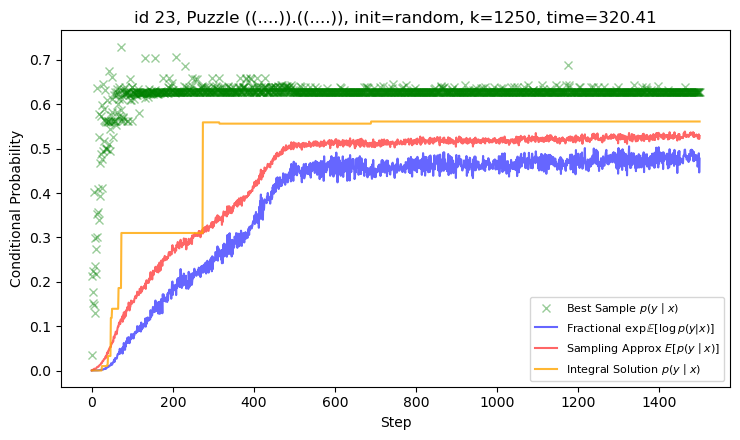 id 23, Puzzle ((....)).((....)), init=random, k=1250, time=320.41
Conditional Probability
0.7
0.6
0.5
0.4
0.3
0.2
0.1
0.0
0
200
400
600
800
1000
1200
1400
Step
Best Sample p(y | x)
Fractional exp 𝔼[log p(y|x)]
Sampling Approx E[p(y | x)]
Integral Solution p(y | x)